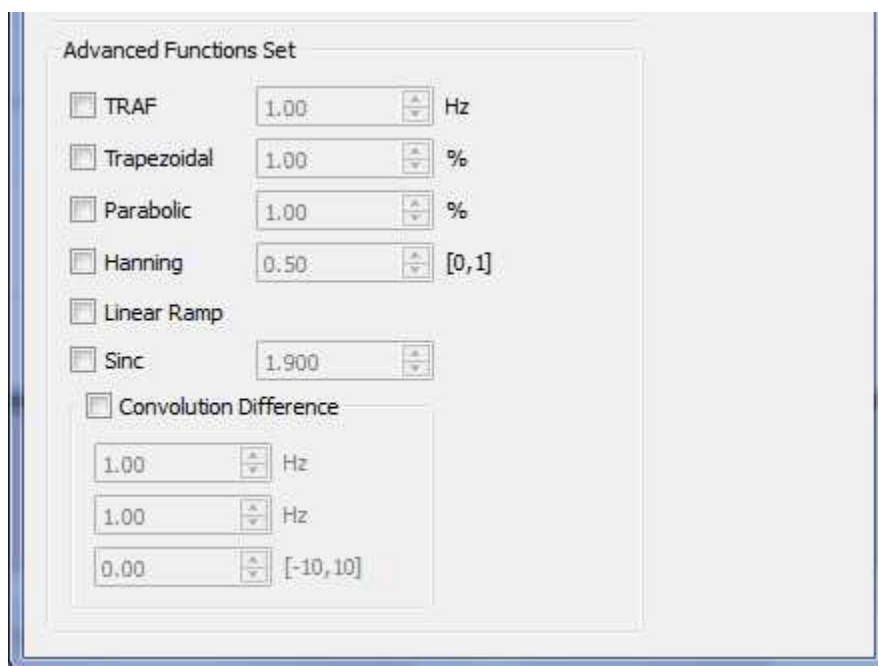 Advanced Functions Set
TRAF 1.00 Hz
Trapezoidal 1.00 %
Parabolic 1.00 %
Hanning 0.50 [0,1]
Linear Ramp
Sinc 1.900
Convolution Difference
1.00 Hz
1.00 Hz
0.00 [-10,10]